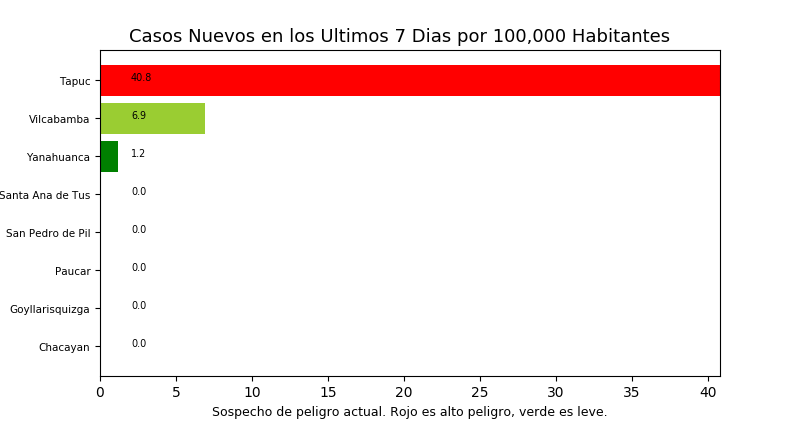 Casos Nuevos en los Ultimos 7 Dias por 100,000 Habitantes
Tapuc 40.8
Vilcabamba 6.9
Yanahuanca 1.2
Santa Ana de Tus 0.0
San Pedro de Pil 0.0
Paucar 0.0
Goyllarisquizga 0.0
Chacayan 0.0
0 5 10 15 20 25 30 35 40
Sospecho de peligro actual. Rojo es alto peligro, verde es leve.